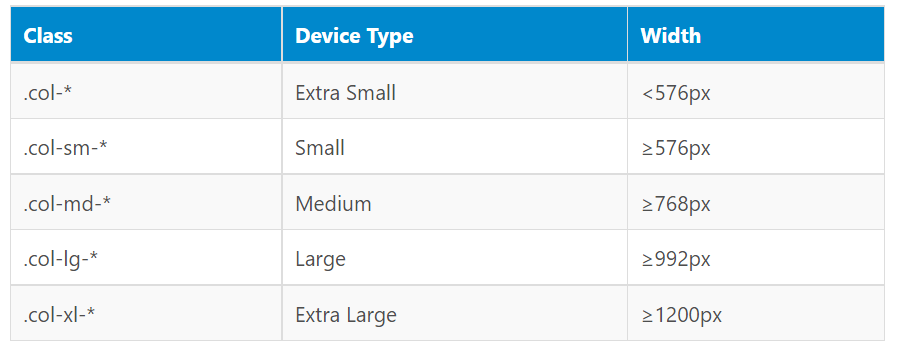 Class Device Type Width
.col-* Extra Small <576px
.col-sm-* Small ≥576px
.col-md-* Medium ≥768px
.col-lg-* Large ≥992px
.col-xl-* Extra Large ≥1200px